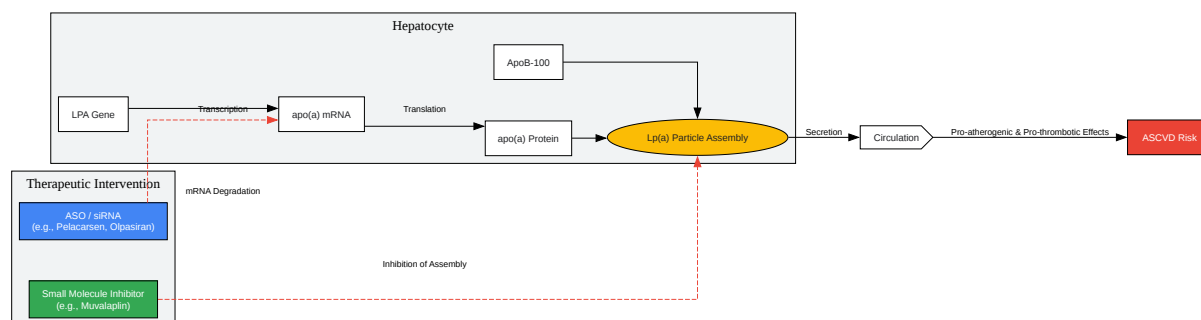 Hepatocyte
ApoB-100
LPA Gene
Transcription
apo(a) mRNA
Translation
apo(a) Protein
Lp(a) Particle Assembly
Secretion
Circulation
Pro-atherogenic & Pro-thrombotic Effects
ASCVD Risk
Therapeutic Intervention
mRNA Degradation
ASO / siRNA
(e.g., Pelacarsen, Olpasiran)
Inhibition of Assembly
Small Molecule Inhibitor
(e.g., Muvalaplin)